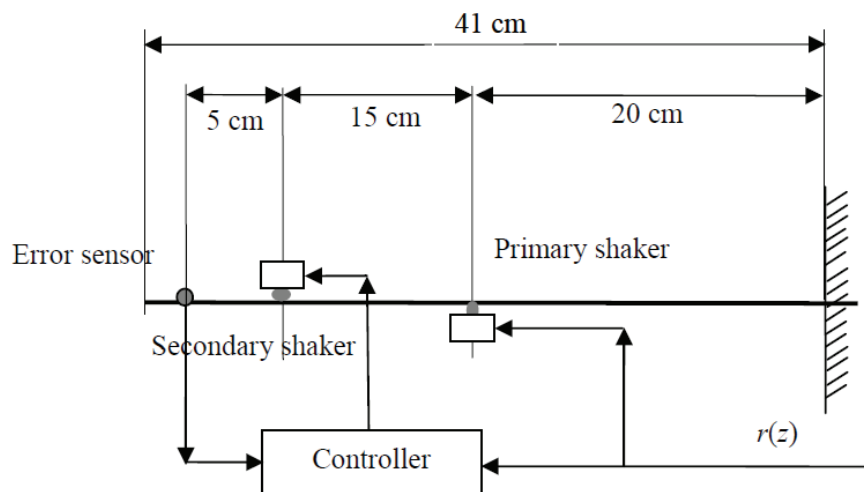 41 cm
5 cm
15 cm
20 cm
Error sensor
Primary shaker
Secondary shaker
r(z)
Controller